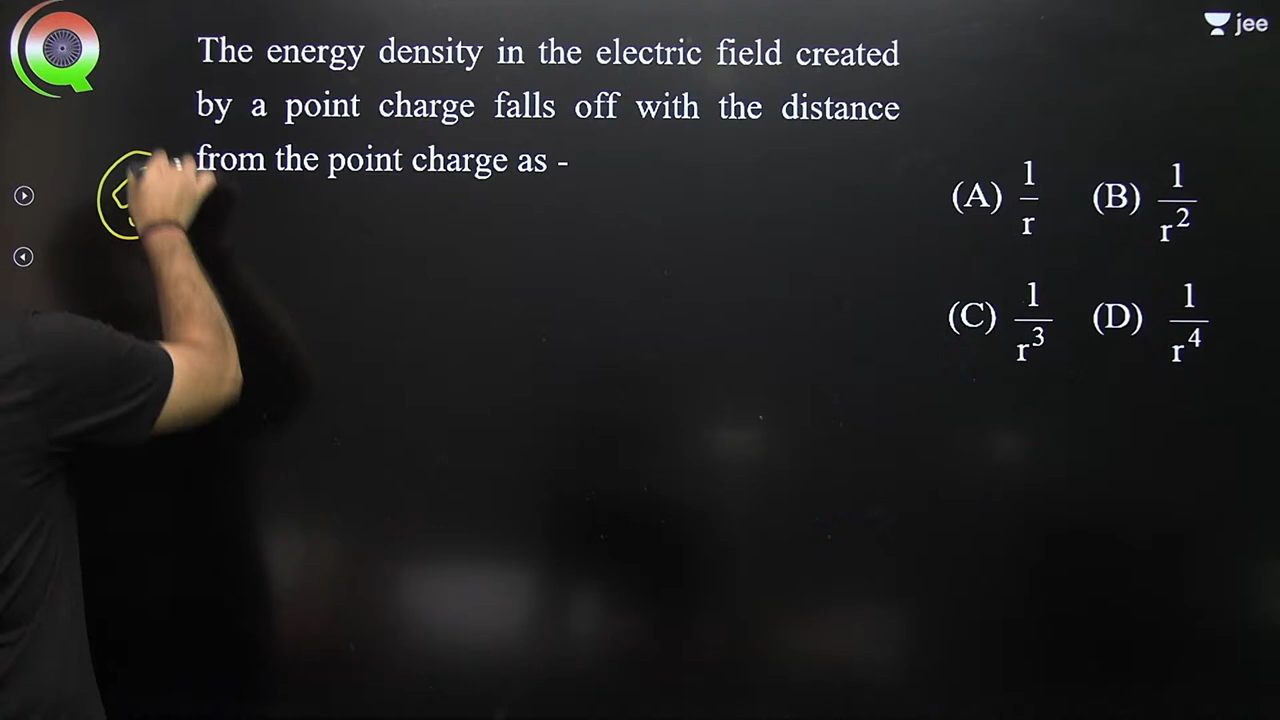 jee
The energy density in the electric field created
by a point charge falls off with the distance
from the point charge as -
(A) 1/r (B) 1/r²
(C) 1/r³ (D) 1/r⁴